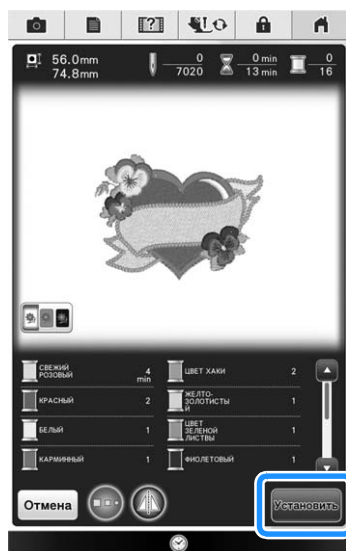 56.0mm
74.8mm
0
7020
0 min
13 min
0
16
СВЕЖИЙ
РОЗОВЫЙ
4
min
КРАСНЫЙ
2
БЕЛЫЙ
1
КАРМИННЫЙ
1
ЦВЕТ ХАКИ
2
ЖЕЛТО-
ЗОЛОТИСТЫ
Й
1
ЦВЕТ
ЗЕЛЕНОЙ
ЛИСТВЫ
1
ФИОЛЕТОВЫЙ
1
Отмена
Установить